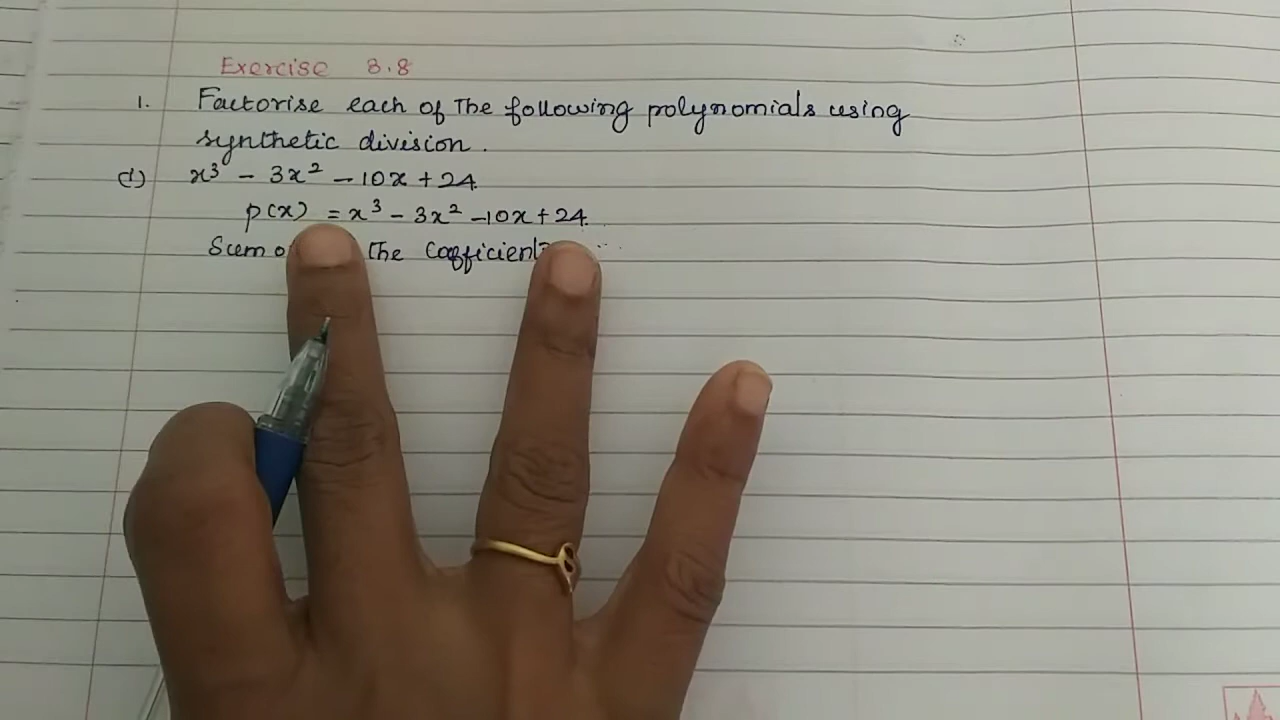 Exercise 3.8
1. Factorise each of The following polynomials using
synthetic division.
(1) x³ - 3x² - 10x + 24.
p(x) = x³ - 3x² - 10x + 24.
Sum the